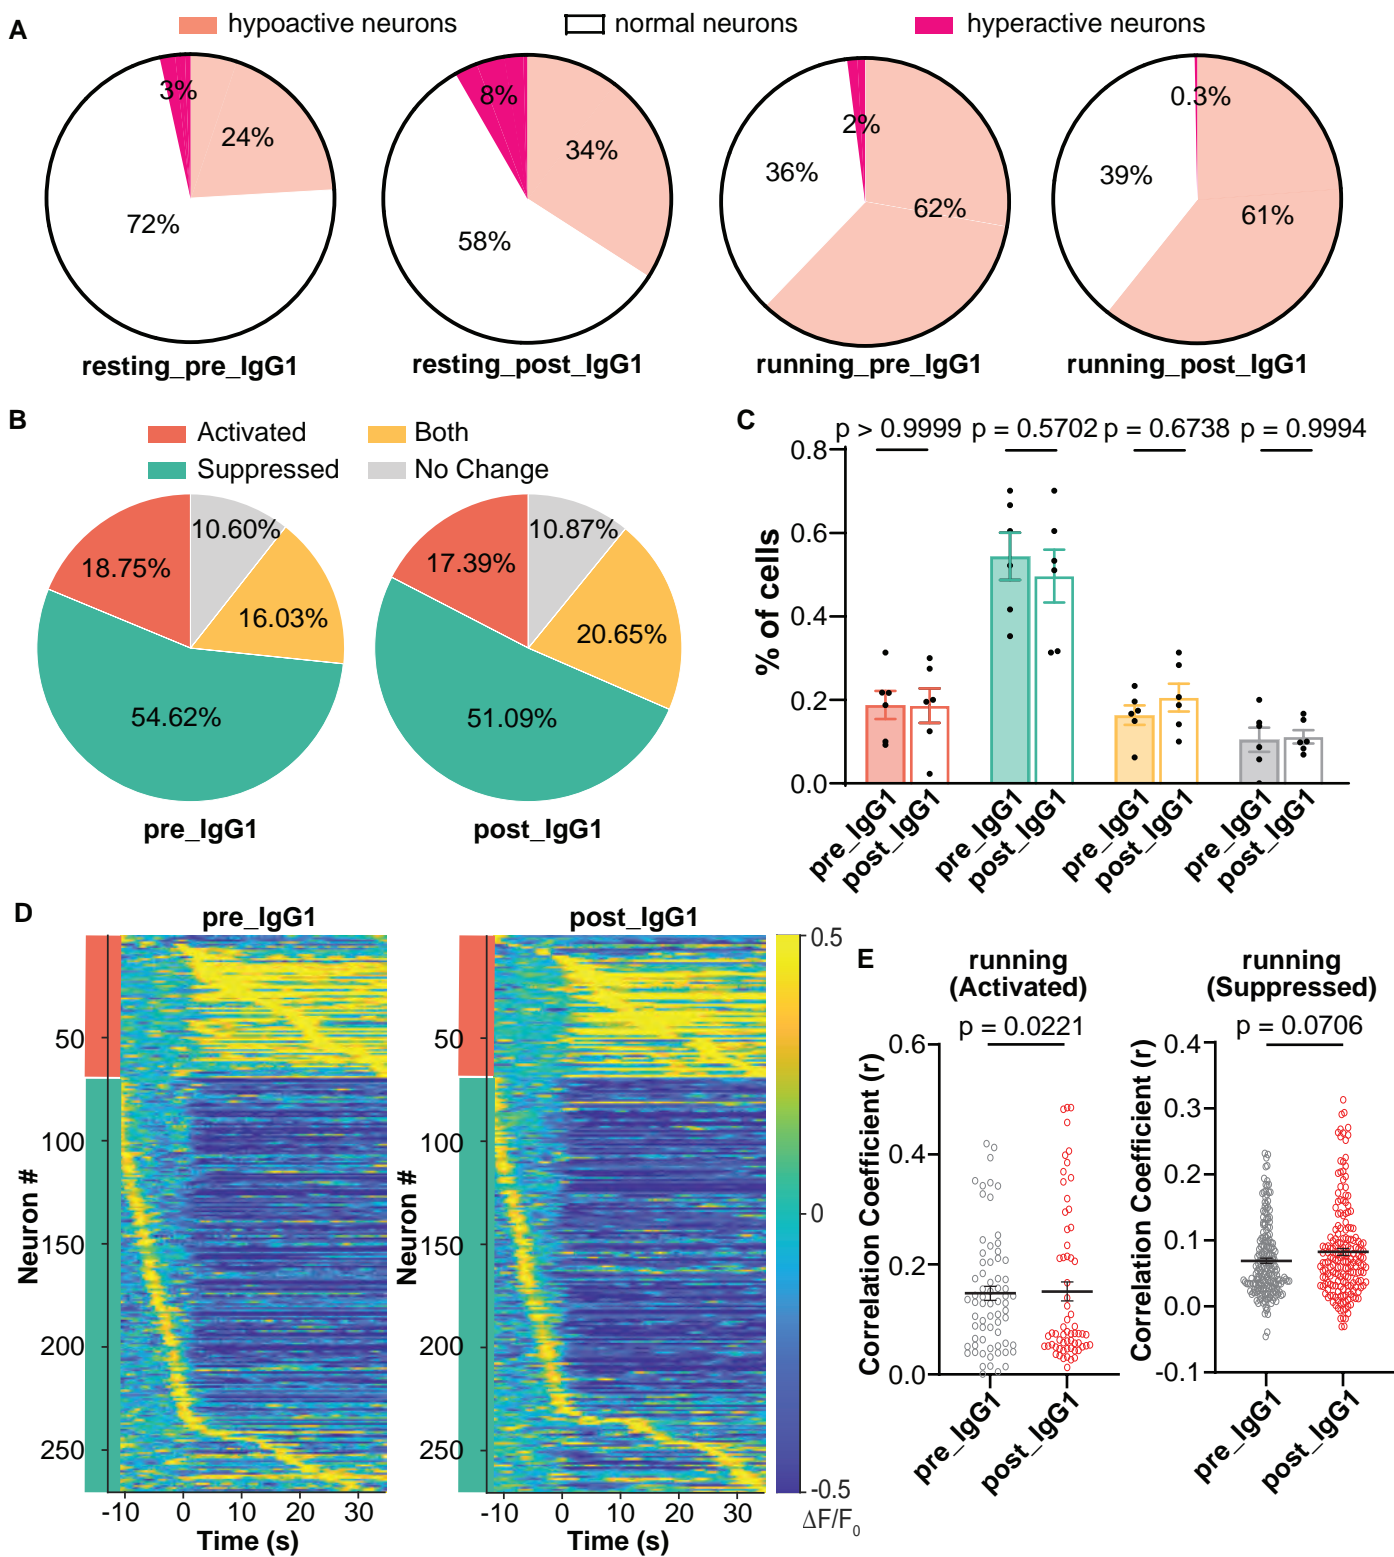 A
hypoactive neurons
normal neurons
hyperactive neurons
3%
24%
72%
8%
34%
58%
2%
36%
62%
0.3%
39%
61%
resting_pre_IgG1
resting_post_IgG1
running_pre_IgG1
running_post_IgG1
B
Activated
Both
Suppressed
No Change
10.60%
18.75%
16.03%
54.62%
10.87%
17.39%
20.65%
51.09%
pre_IgG1
post_IgG1
C
p > 0.9999
p = 0.5702
p = 0.6738
p = 0.9994
% of cells
0.8
0.6
0.4
0.2
0.0
pre_IgG1
post_IgG1
pre_IgG1
post_IgG1
pre_IgG1
post_IgG1
pre_IgG1
post_IgG1
D
pre_IgG1
post_IgG1
Neuron #
50
100
150
200
250
-10
0
10
20
30
Time (s)
Neuron #
50
100
150
200
250
-10
0
10
20
30
Time (s)
0.5
0
-0.5
ΔF/F0
E
running
(Activated)
p = 0.0221
Correlation Coefficient (r)
0.6
0.4
0.2
0.0
pre_IgG1
post_IgG1
running
(Suppressed)
p = 0.0706
Correlation Coefficient (r)
0.4
0.3
0.2
0.1
0.0
-0.1
pre_IgG1
post_IgG1